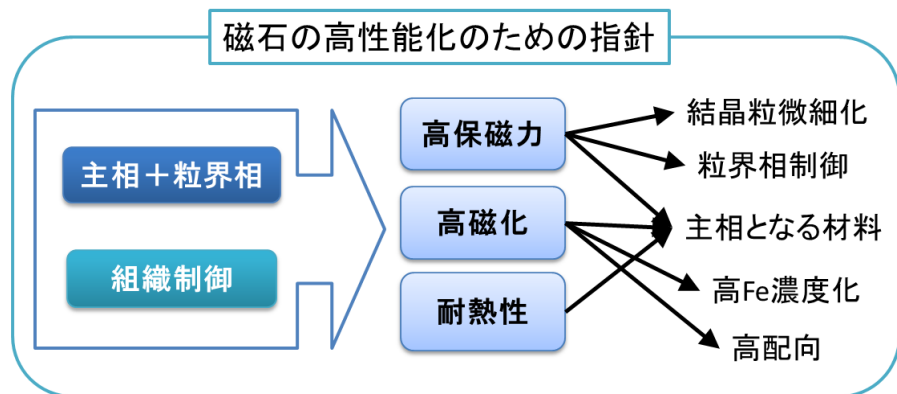 磁石の高性能化のための指針
主相＋粒界相
組織制御
高保磁力
高磁化
耐熱性
結晶粒微細化
粒界相制御
主相となる材料
高Fe濃度化
高配向